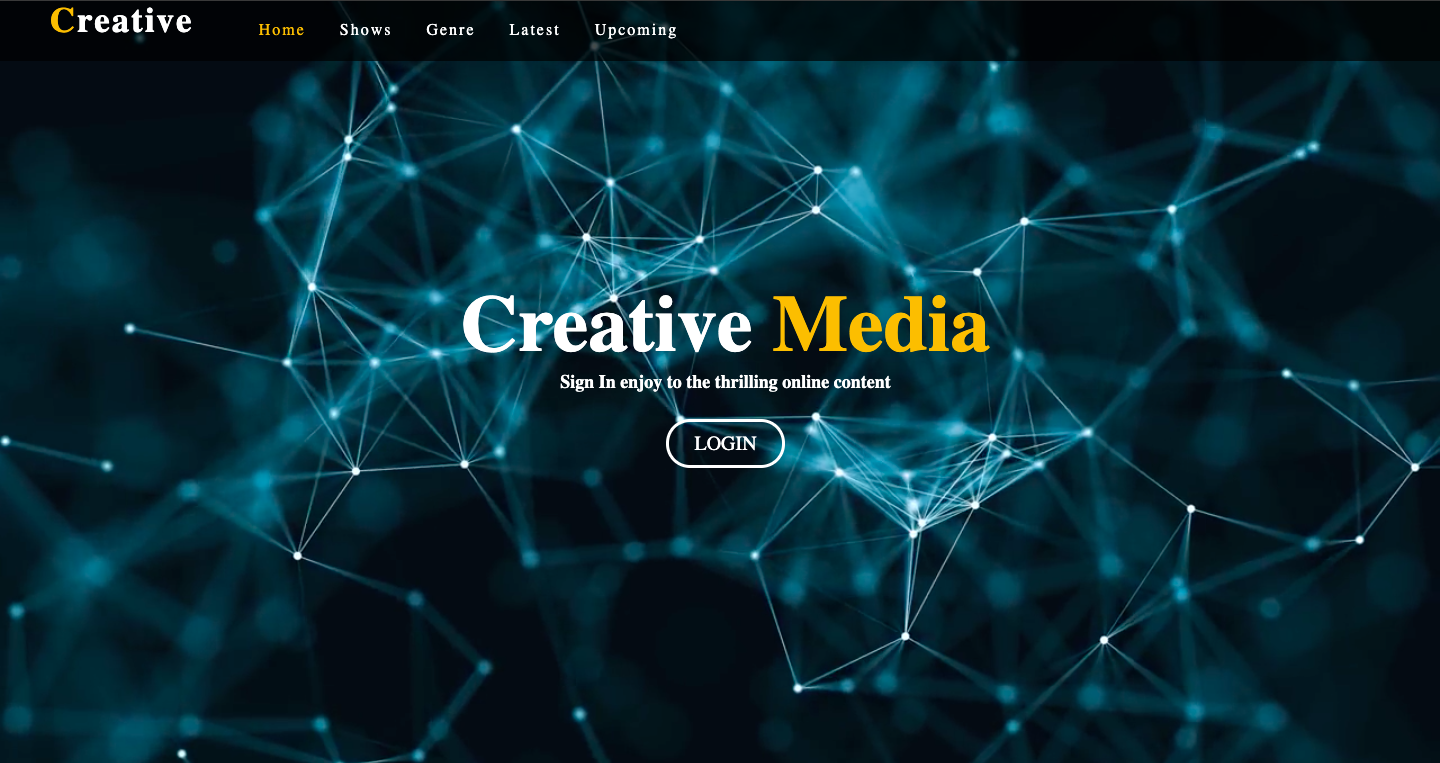 Creative Home Shows Genre Latest Upcoming
Creative Media
Sign In enjoy to the thrilling online content
LOGIN